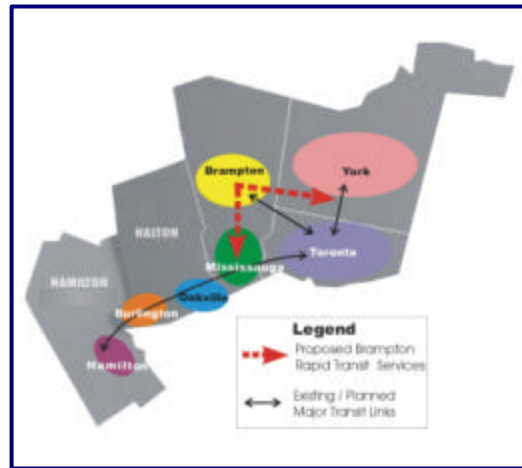 Brampton
York
HALTON
Toronto
Mississauga
HAMILTON
Oakville
Burlington
Hamilton
Legend
Proposed Brampton
Rapid Transit Services
Existing / Planned
Major Transit Links